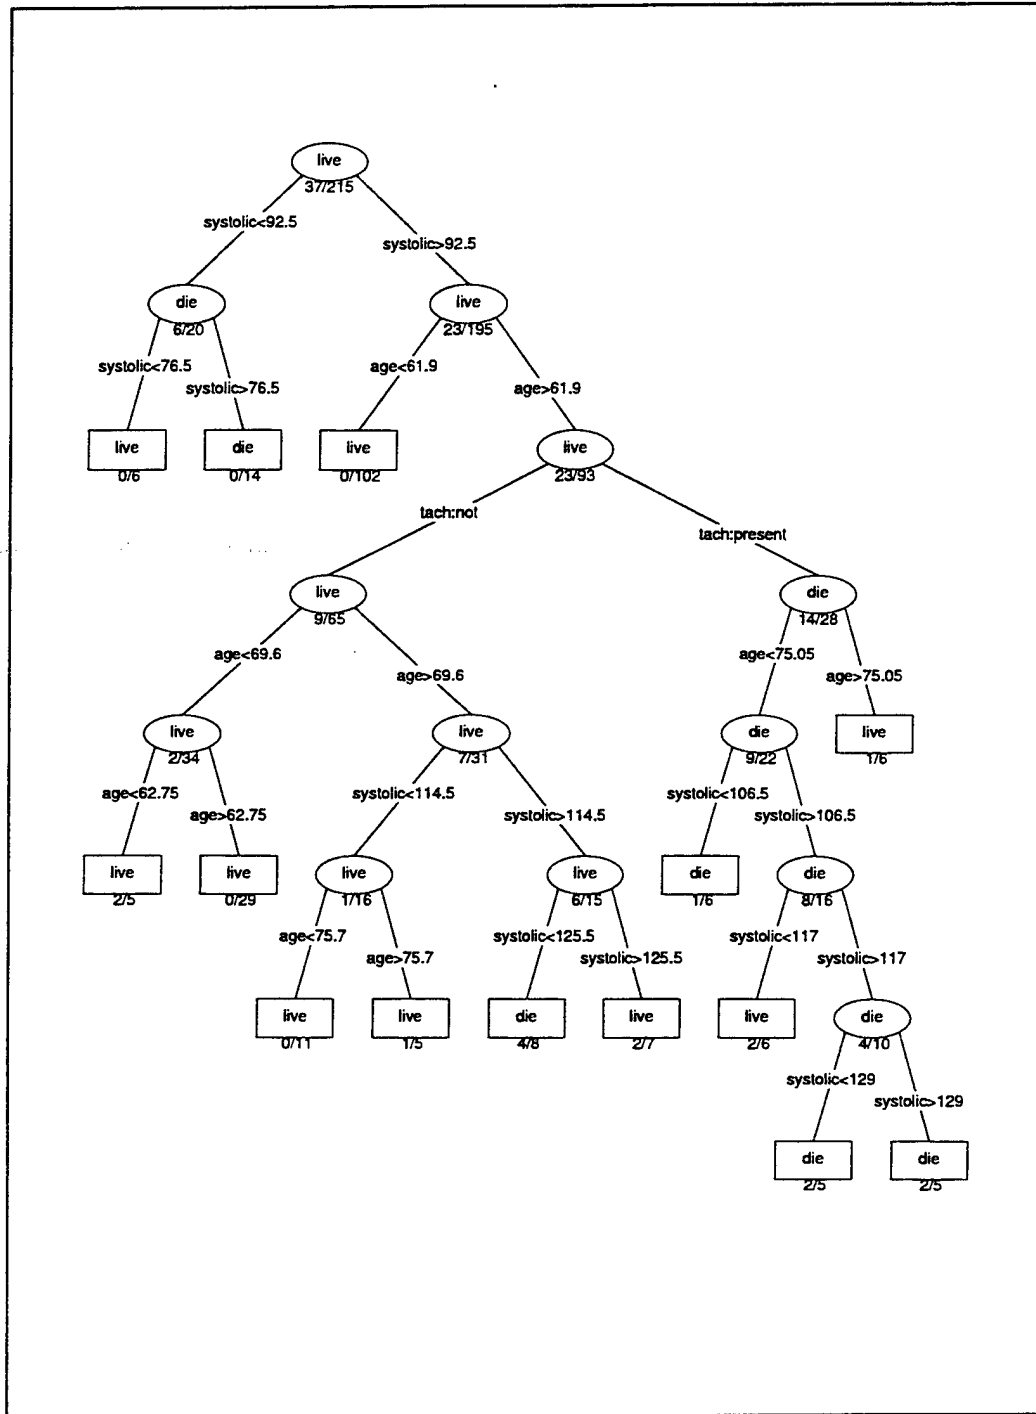 live
37/215
systolic<92.5
systolic>92.5
die
6/20
live
23/195
systolic<76.5
systolic>76.5
age<61.9
age>61.9
live
0/6
die
0/14
live
0/102
live
23/93
tach:not
tach:present
live
9/65
die
14/28
age<69.6
age>69.6
age<75.05
age>75.05
live
2/34
live
7/31
die
9/22
live
1/6
age<62.75
age>62.75
systolic<114.5
systolic>114.5
systolic<106.5
systolic>106.5
live
2/5
live
0/29
live
1/16
live
6/15
die
1/6
die
8/16
age<75.7
age>75.7
systolic<125.5
systolic>125.5
systolic<117
systolic>117
live
0/11
live
1/5
die
4/8
live
2/7
live
2/6
die
4/10
systolic<129
systolic>129
die
2/5
die
2/5